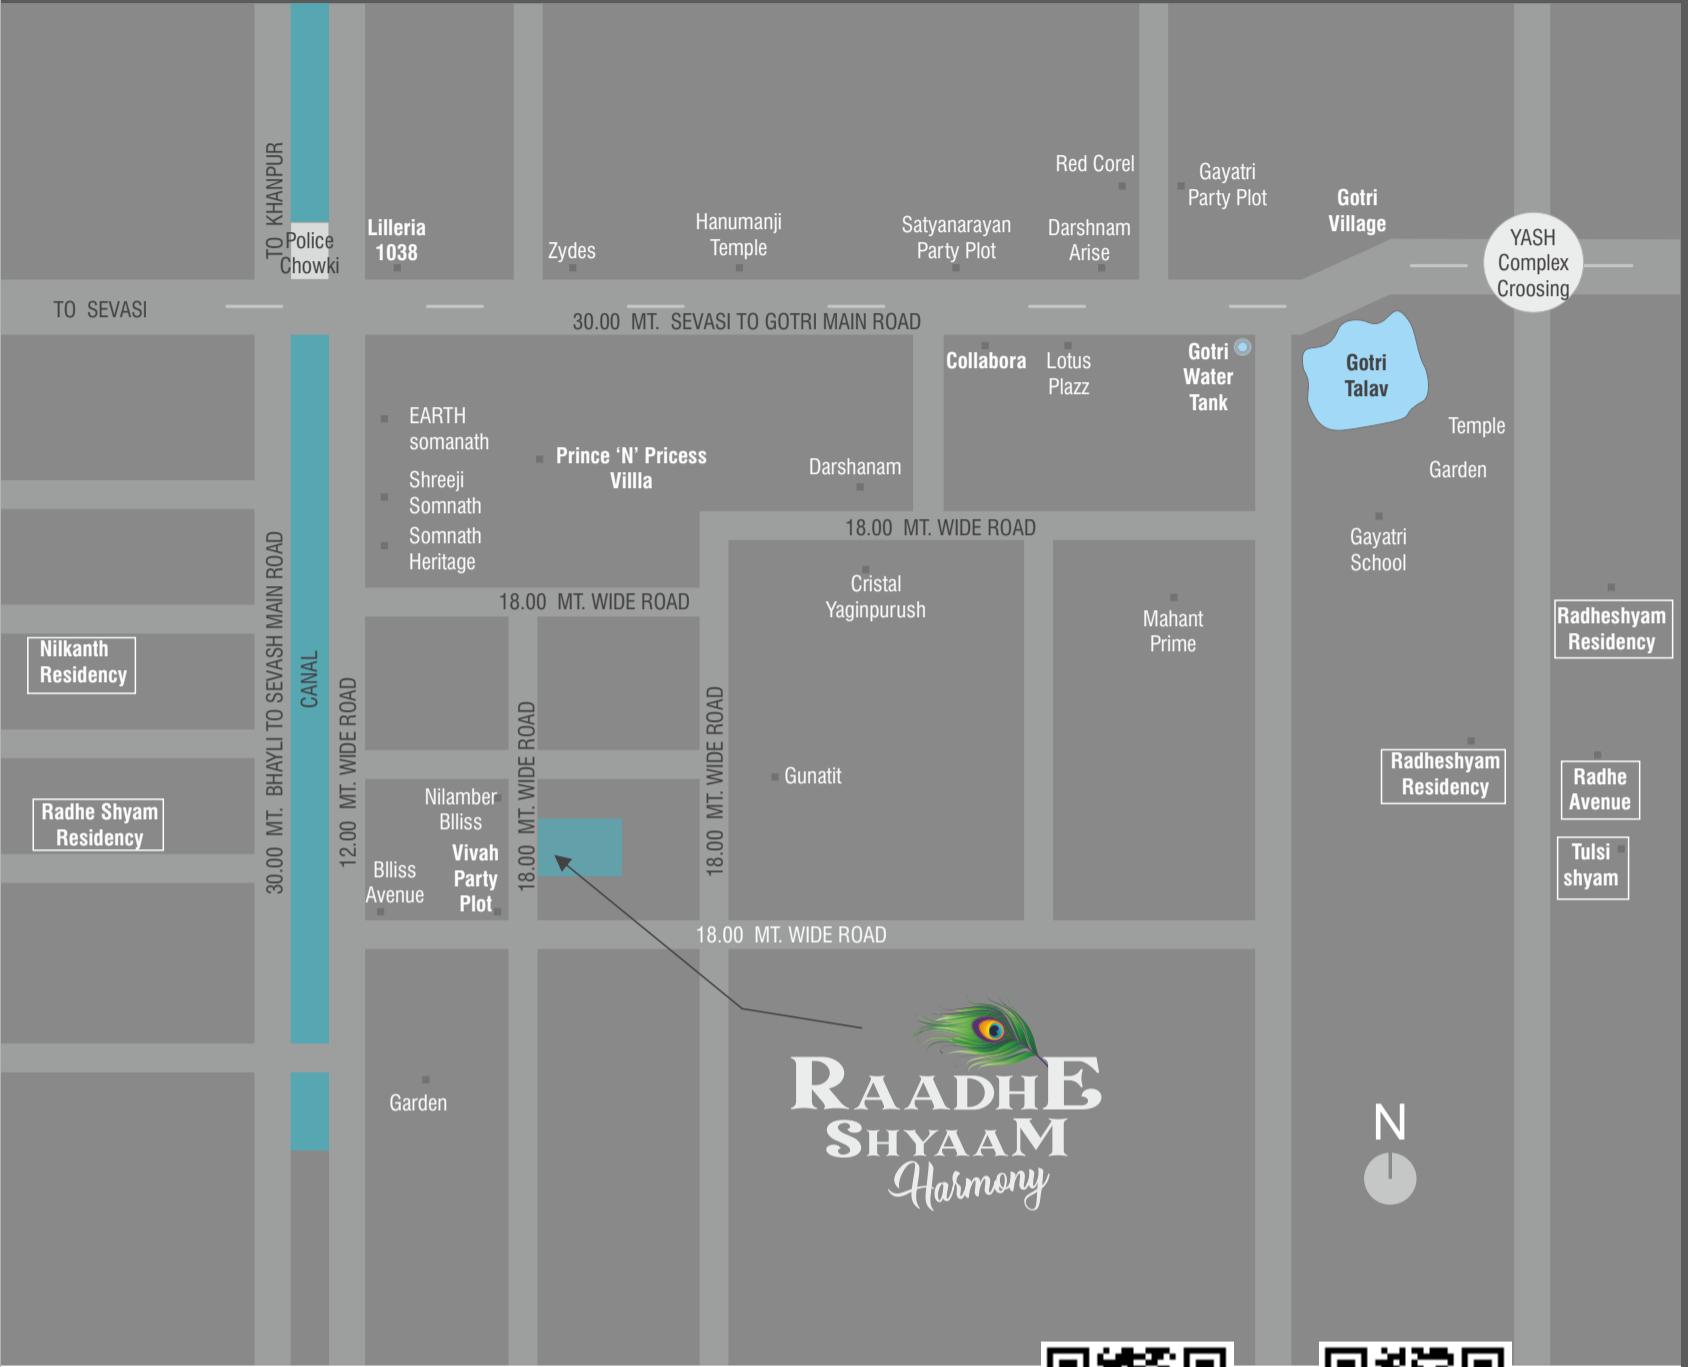 Red Corel
Gayatri
Party Plot
Gotri
Village
TO KHANPUR
Police
Chowki
Lilleria
1038
Zydes
Hanumanji
Temple
Satyanarayan
Party Plot
Darshnam
Arise
YASH
Complex
Croosing
TO SEVASI
30.00 MT. SEVASI TO GOTRI MAIN ROAD
Collabora
Lotus
Plazz
Gotri
Water
Tank
Gotri
Talav
EARTH
somanath
Shreeji
Somnath
Somnath
Heritage
Prince ‘N’ Pricess
Villla
Darshanam
Temple
Garden
18.00 MT. WIDE ROAD
Gayatri
School
18.00 MT. WIDE ROAD
Cristal
Yaginpurush
Mahant
Prime
Radheshyam
Residency
Nilkanth
Residency
30.00 MT. BHAYLI TO SEVASH MAIN ROAD
CANAL
12.00 MT. WIDE ROAD
18.00 MT. WIDE ROAD
18.00 MT. WIDE ROAD
Gunatit
Radheshyam
Residency
Radhe
Avenue
Radhe Shyam
Residency
Nilamber
Blliss
Vivah
Party
Plot
Blliss
Avenue
Tulsi
shyam
18.00 MT. WIDE ROAD
Garden
RAADHE
SHYAAM
Harmony
N